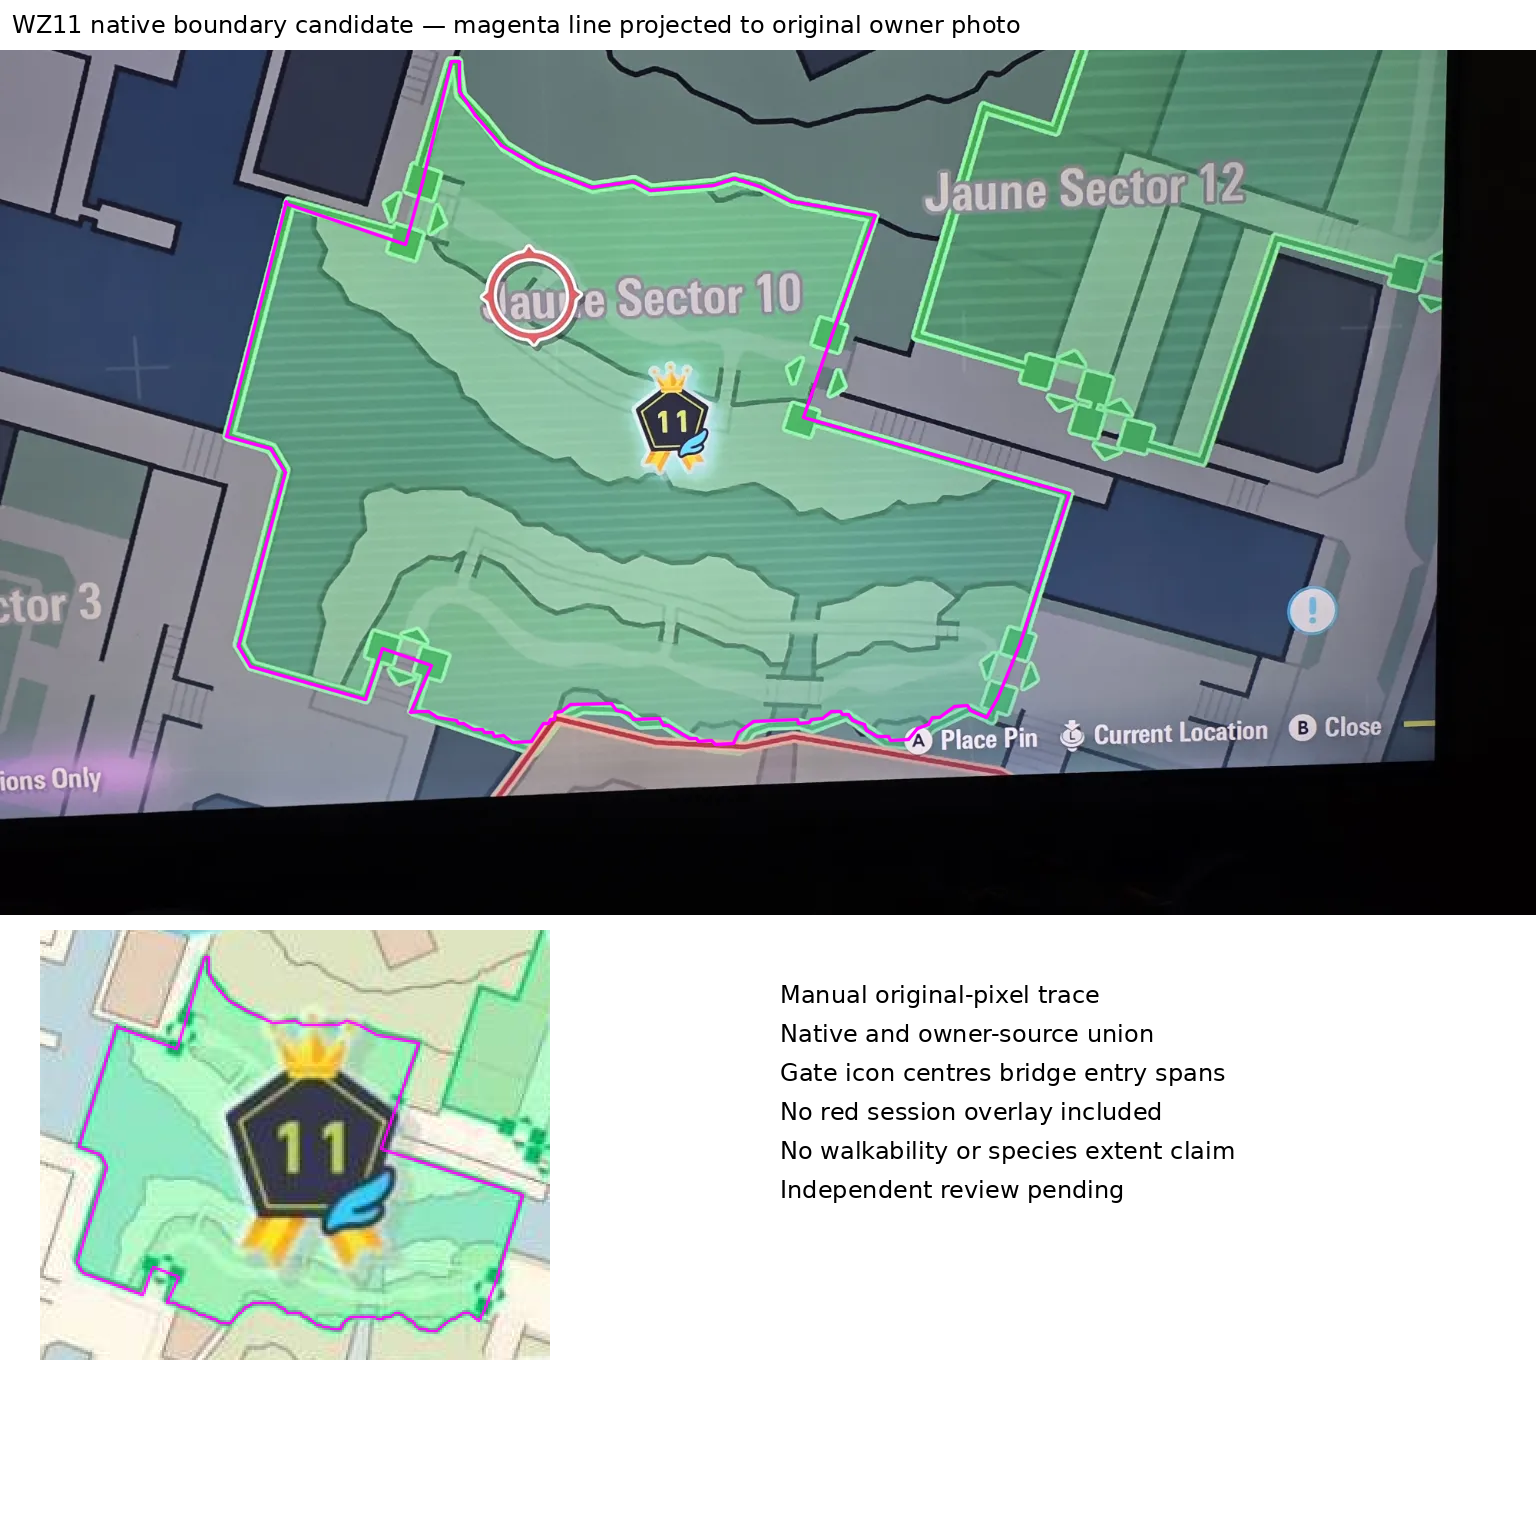 WZ11 native boundary candidate — magenta line projected to original owner photo
Jaune Sector 12
Jaune Sector 10
11
ctor 3
A Place Pin L Current Location B Close
ions Only
11
Manual original-pixel trace
Native and owner-source union
Gate icon centres bridge entry spans
No red session overlay included
No walkability or species extent claim
Independent review pending